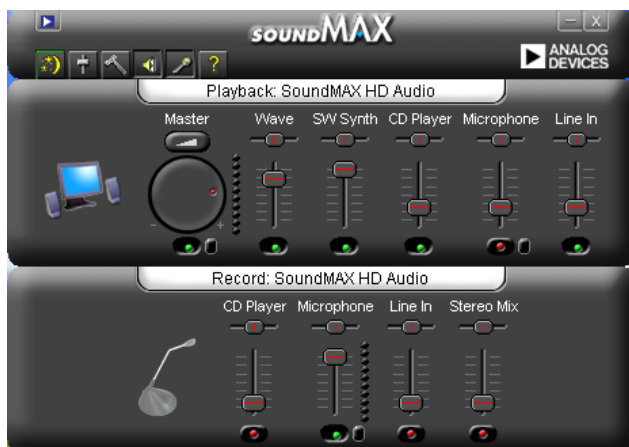 SOUNDMAX
ANALOG
DEVICES
?
Playback: SoundMAX HD Audio
Master Wave SW Synth CD Player Microphone Line In
- +
Record: SoundMAX HD Audio
CD Player Microphone Line In Stereo Mix